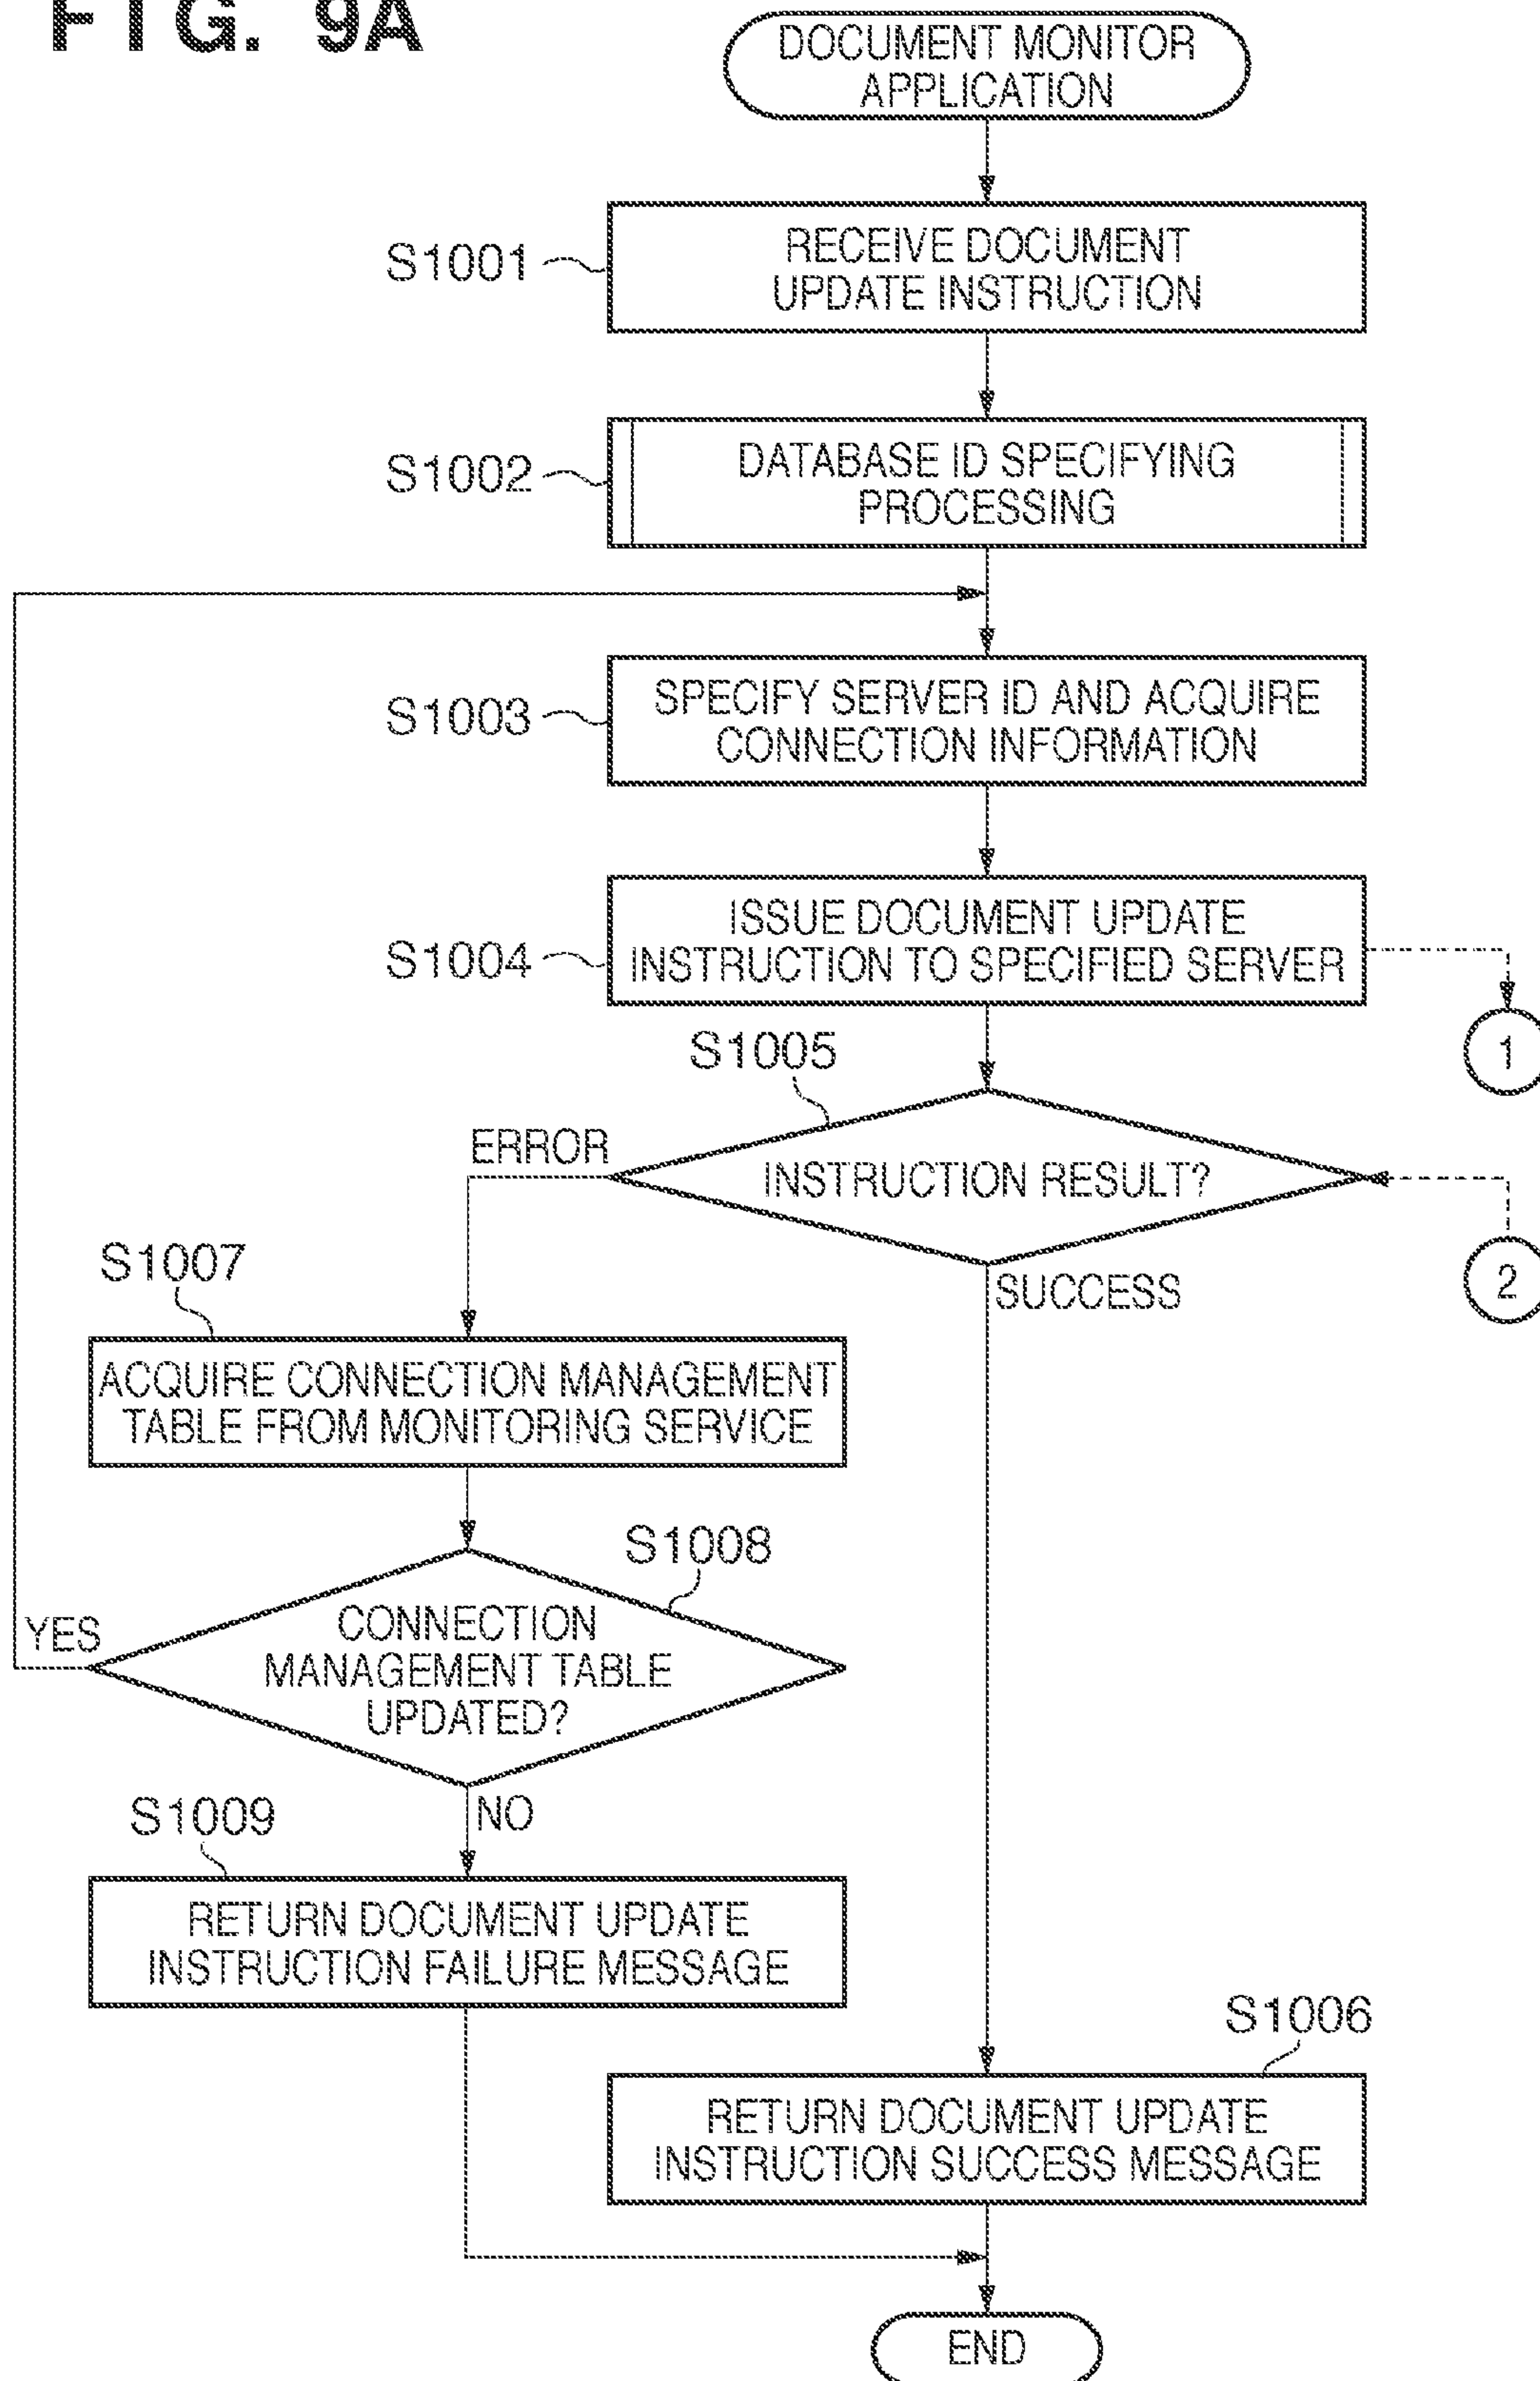 FIG. 9A
DOCUMENT MONITOR
APPLICATION
S1001
RECEIVE DOCUMENT
UPDATE INSTRUCTION
S1002
DATABASE ID SPECIFYING
PROCESSING
S1003
SPECIFY SERVER ID AND ACQUIRE
CONNECTION INFORMATION
S1004
ISSUE DOCUMENT UPDATE
INSTRUCTION TO SPECIFIED SERVER
1
S1005
ERROR
INSTRUCTION RESULT?
2
SUCCESS
S1007
ACQUIRE CONNECTION MANAGEMENT
TABLE FROM MONITORING SERVICE
S1008
YES
CONNECTION
MANAGEMENT TABLE
UPDATED?
NO
S1009
RETURN DOCUMENT UPDATE
INSTRUCTION FAILURE MESSAGE
S1006
RETURN DOCUMENT UPDATE
INSTRUCTION SUCCESS MESSAGE
END